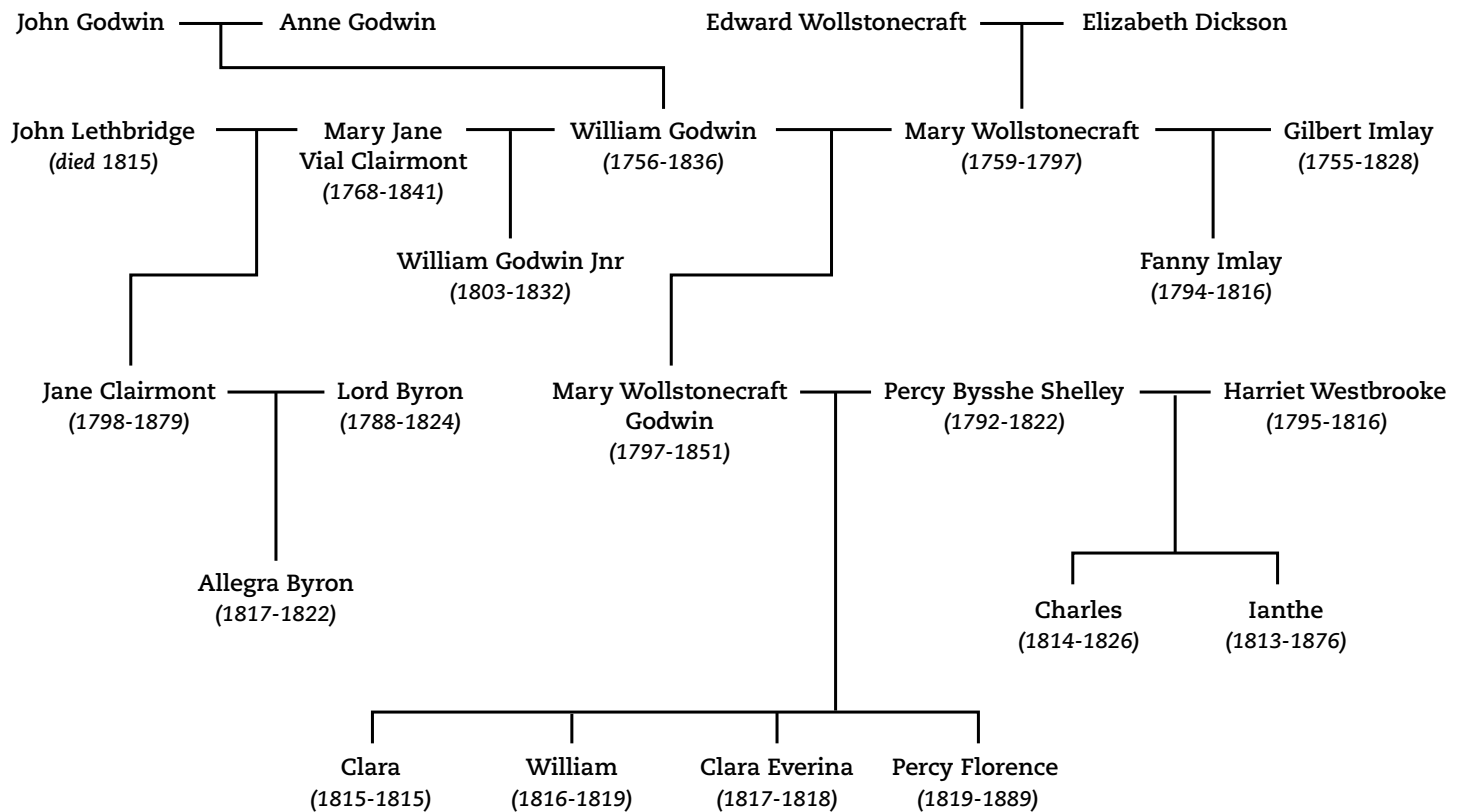 John Godwin Anne Godwin Edward Wollstonecraft Elizabeth Dickson
John Lethbridge
(died 1815)
Mary Jane
Vial Clairmont
(1768-1841)
William Godwin
(1756-1836)
Mary Wollstonecraft
(1759-1797)
Gilbert Imlay
(1755-1828)
William Godwin Jnr
(1803-1832)
Fanny Imlay
(1794-1816)
Jane Clairmont
(1798-1879)
Lord Byron
(1788-1824)
Mary Wollstonecraft
Godwin
(1797-1851)
Percy Bysshe Shelley
(1792-1822)
Harriet Westbrooke
(1795-1816)
Allegra Byron
(1817-1822)
Charles
(1814-1826)
Ianthe
(1813-1876)
Clara
(1815-1815)
William
(1816-1819)
Clara Everina
(1817-1818)
Percy Florence
(1819-1889)